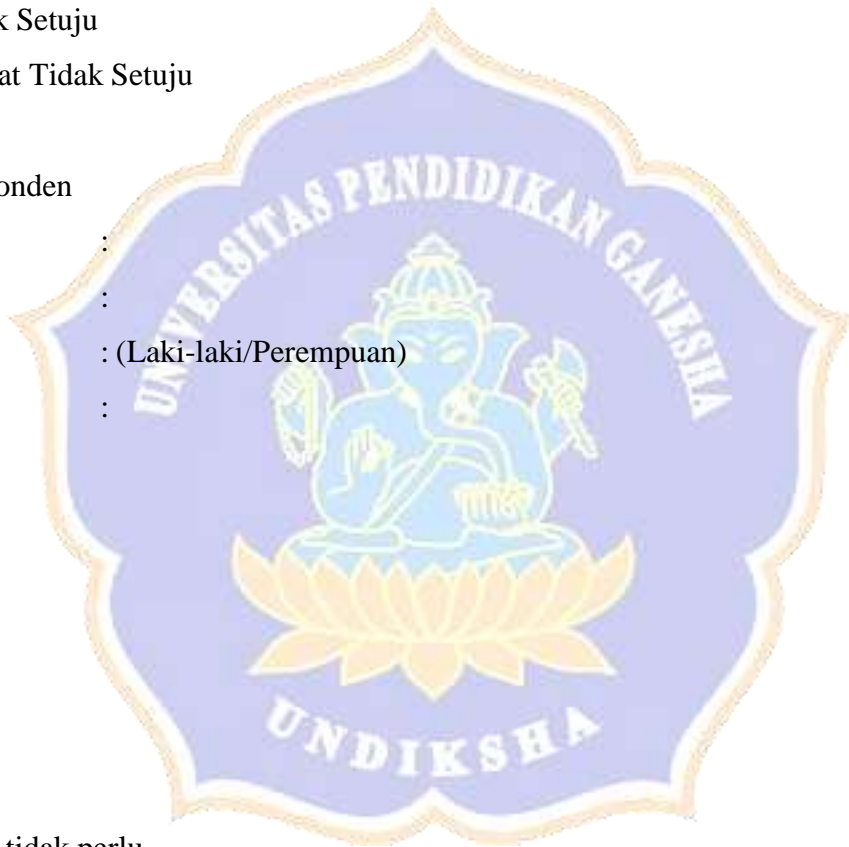 k Setuju
at Tidak Setuju
onden
:
:
: (Laki-laki/Perempuan)
:
UNIVERSITAS PENDIDIKAN GANESHA
UNDIKSHA
tidak perlu